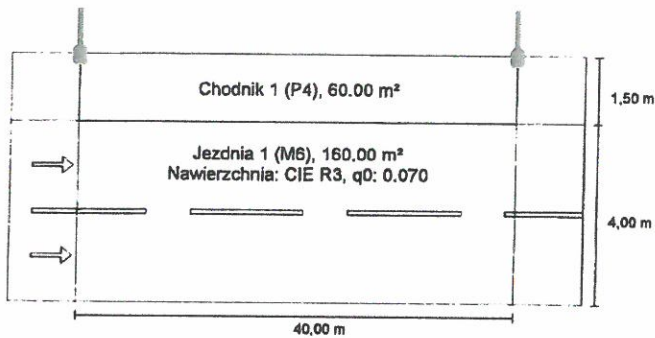 Chodnik 1 (P4), 60.00 m²
1,50 m
Jezdnia 1 (M6), 160.00 m²
Nawierzchnia: CIE R3, q0: 0.070
4,00 m
40,00 m